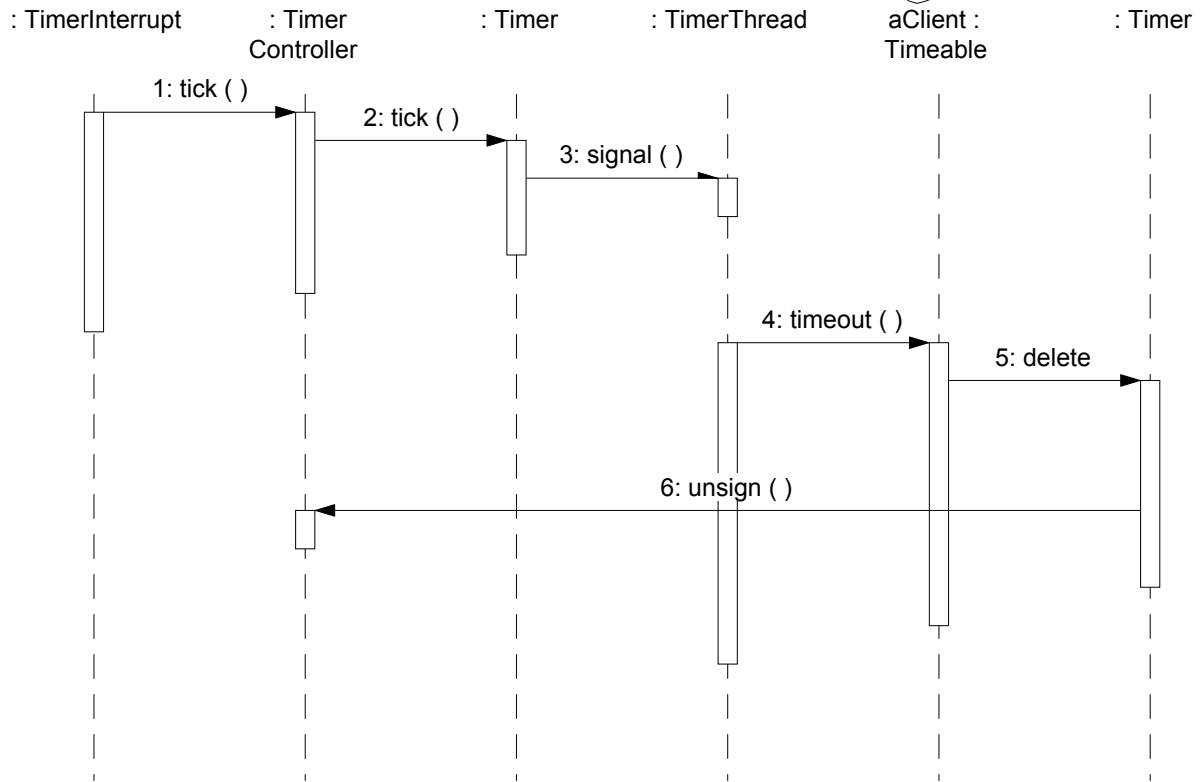 : TimerInterrupt
: Timer
Controller
: Timer
: TimerThread
aClient :
Timeable
: Timer
1: tick ( )
2: tick ( )
3: signal ( )
4: timeout ( )
5: delete
6: unsign ( )